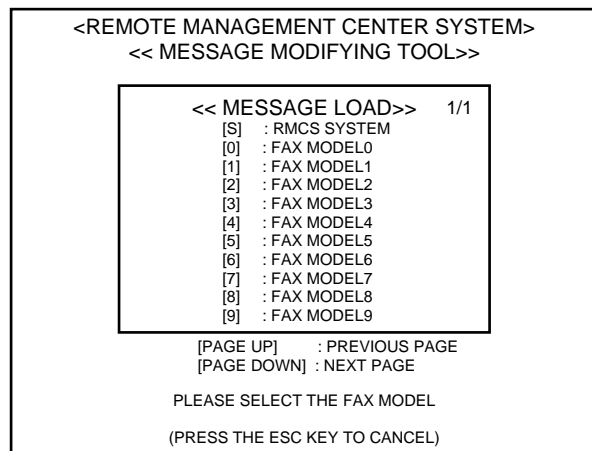 <REMOTE MANAGEMENT CENTER SYSTEM>
<< MESSAGE MODIFYING TOOL>>
<< MESSAGE LOAD>> 1/1
[S] : RMCS SYSTEM
[0] : FAX MODEL0
[1] : FAX MODEL1
[2] : FAX MODEL2
[3] : FAX MODEL3
[4] : FAX MODEL4
[5] : FAX MODEL5
[6] : FAX MODEL6
[7] : FAX MODEL7
[8] : FAX MODEL8
[9] : FAX MODEL9
[PAGE UP] : PREVIOUS PAGE
[PAGE DOWN] : NEXT PAGE
PLEASE SELECT THE FAX MODEL
(PRESS THE ESC KEY TO CANCEL)